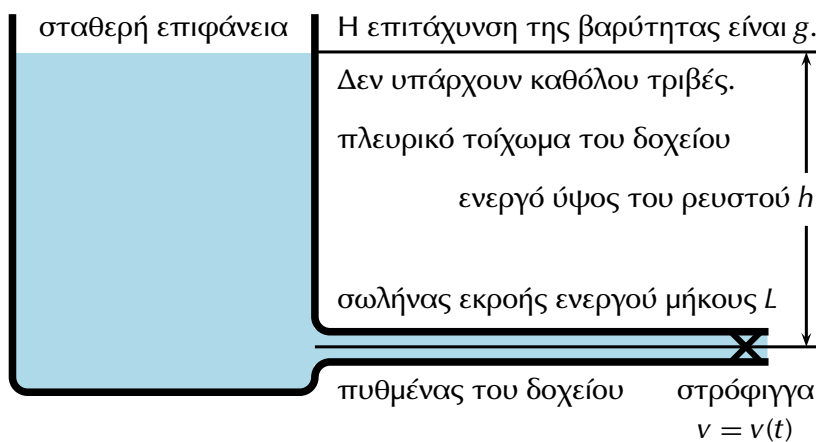 σταθερή επιφάνεια
Η επιτάχυνση της βαρύτητας είναι g.
Δεν υπάρχουν καθόλου τριβές.
πλευρικό τοίχωμα του δοχείου
ενεργό ύψος του ρευστού h
σωλήνας εκροής ενεργού μήκους L
πυθμένας του δοχείου
στρόφιγγα
v = v(t)